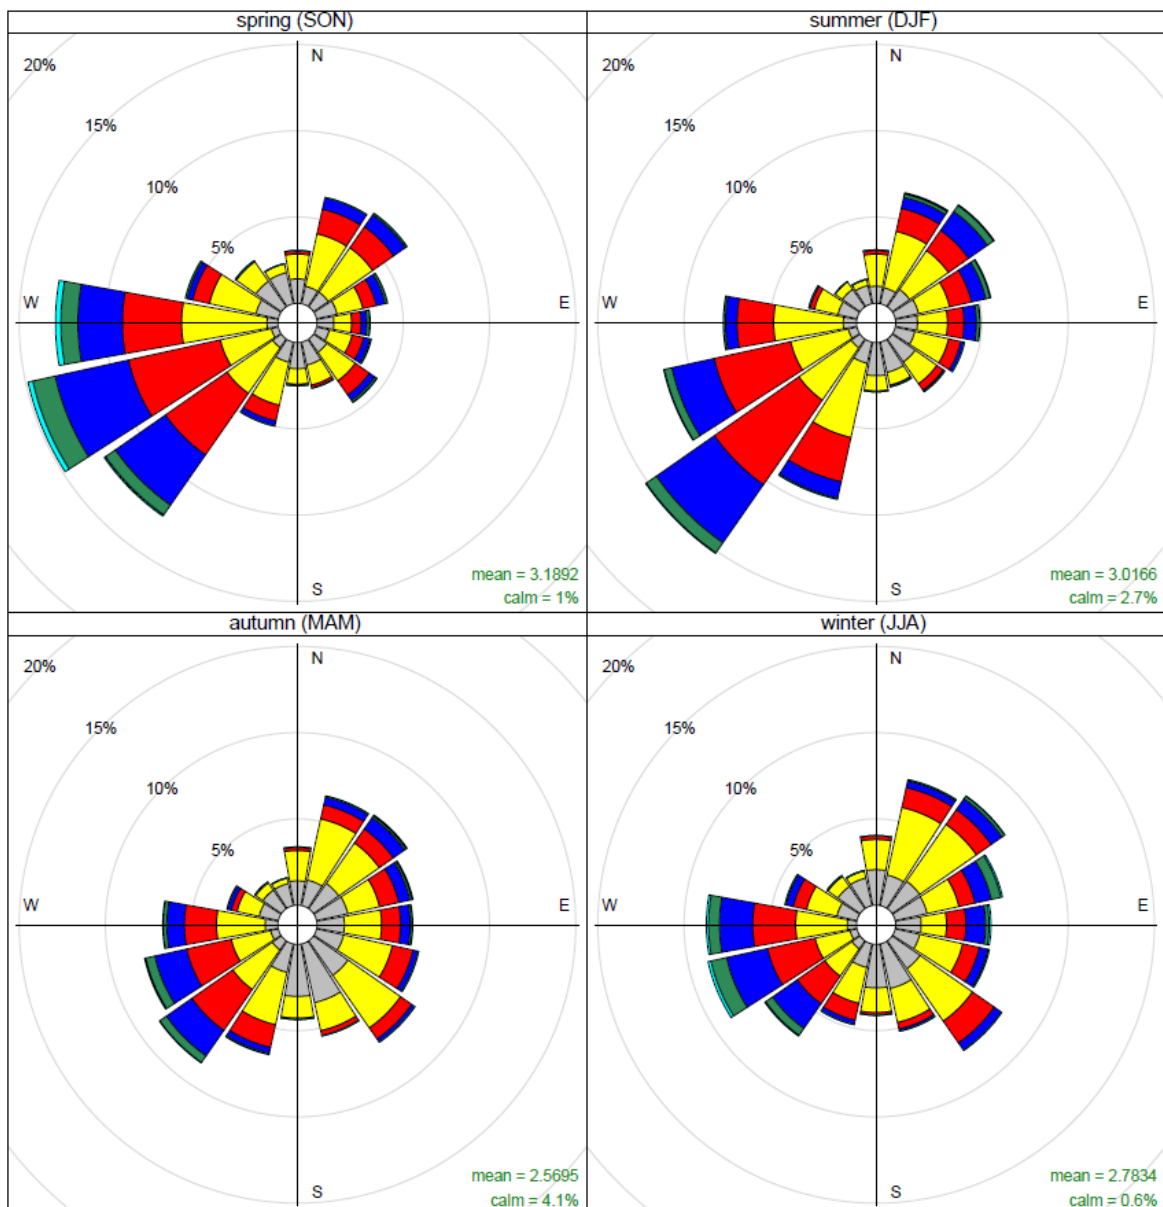 spring (SON)
20%
15%
10%
5%
N
W
E
S
mean = 3.1892
calm = 1%
summer (DJF)
20%
15%
10%
5%
N
W
E
S
mean = 3.0166
calm = 2.7%
autumn (MAM)
20%
15%
10%
5%
N
W
E
S
mean = 2.5695
calm = 4.1%
winter (JJA)
20%
15%
10%
5%
N
W
E
S
mean = 2.7834
calm = 0.6%